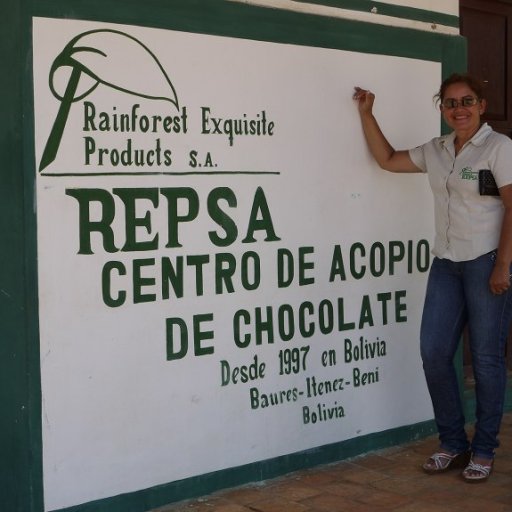 Rainforest Exquisite
Products S.A.
REPSA
CENTRO DE ACOPIO
DE CHOCOLATE
Desde 1997 en Bolivia
Baures-Itenez-Beni
Bolivia